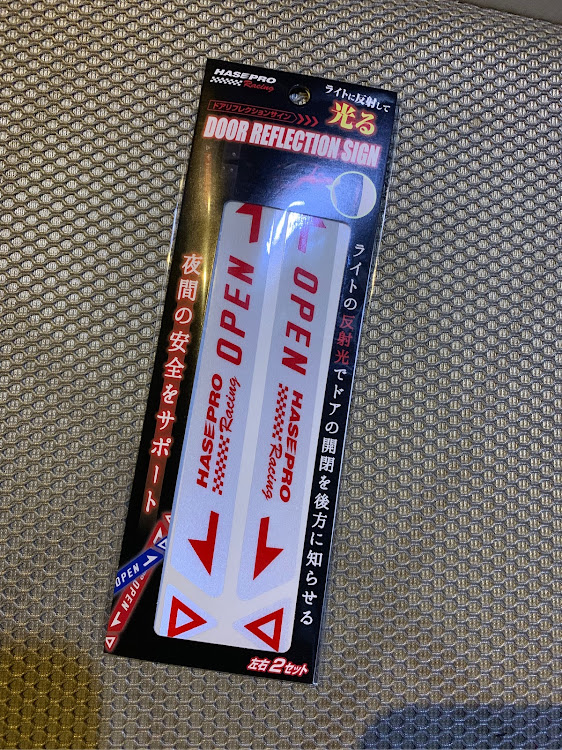 HASEPRO
Racing
ライトに反射して
光る
ドアリフレクションサイン
DOOR REFLECTION SIGN
ライトの反射光でドアの開閉を後方に知らせる
夜間の安全をサポート
OPEN
HASEPRO
Racing
OPEN
HASEPRO
Racing
OPEN
OPEN
左右2セット